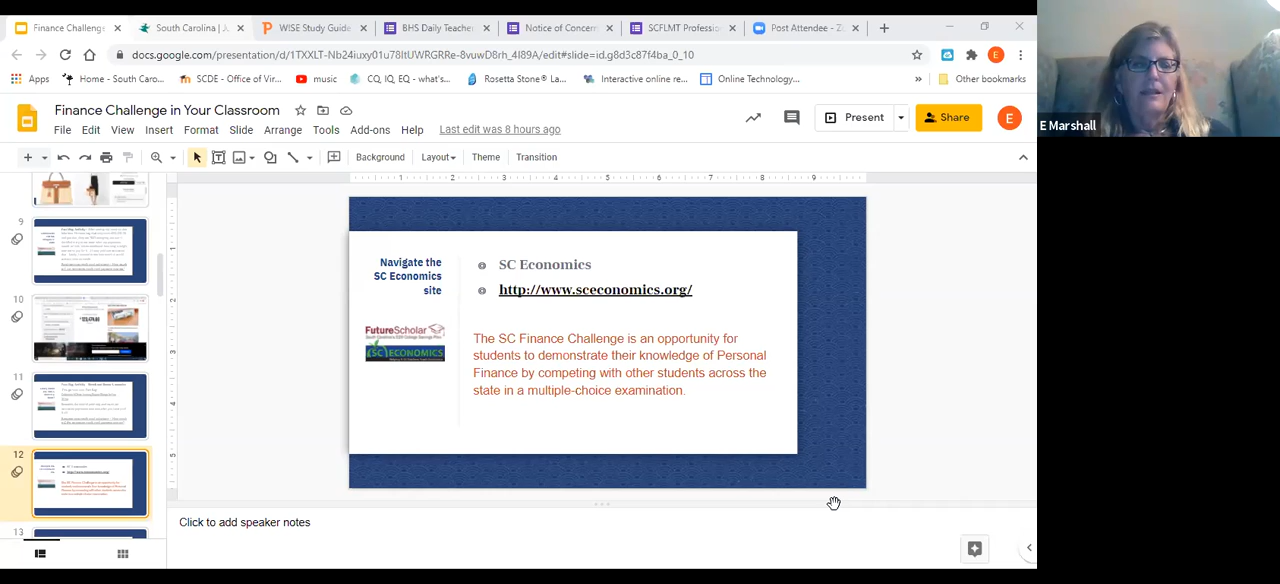 Finance Challenge
South Carolina | Ju
WISE Study Guide
BHS Daily Teacher
Notice of Concern
SCFLMT Professio
Post Attendee - Zo
docs.google.com/presentation/d/1TXXLT-Nb24iuxy01u78ItUWRGRRe-8vuwD8rh_4I89A/edit#slide=id.g8d3c87f4ba_0_10
Apps
Home - South Caro...
SCDE - Office of Vir...
music
CQ, IQ, EQ - what's...
Rosetta Stone® La...
Interactive online re...
Online Technology...
»
Other bookmarks
Finance Challenge in Your Classroom
File Edit View Insert Format Slide Arrange Tools Add-ons Help Last edit was 8 hours ago
Present
Share
E
E Marshall
Background Layout Theme Transition
9
10
11
12
13
Navigate the
SC Economics
site
FutureScholar
SC ECONOMICS
SC Economics
http://www.sceconomics.org/
The SC Finance Challenge is an opportunity for
students to demonstrate their knowledge of Personal
Finance by competing with other students across the
state in a multiple-choice examination.
Click to add speaker notes